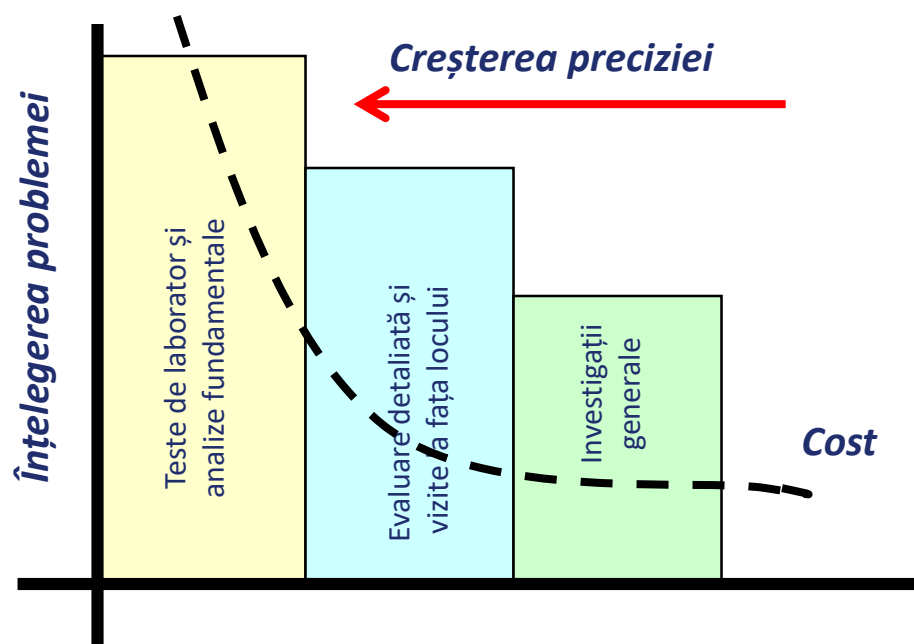 Creșterea preciziei
Înțelegerea problemei
Teste de laborator și
analize fundamentale
Evaluare detaliată și
vizite la fața locului
Investigații
generale
Cost